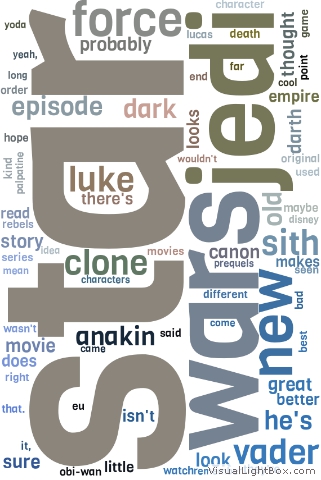 character
yoda
force
lucas
death
game
thought
probably
yeah,
jedi
far
cool
point
long
end
order
episode
dark
empire
looks
darth
hope
star
wouldn't
original
kind
palpatine
luke
used
there's
wars
old
maybe
disney
read
rebels
story
idea
movies
canon
sith
series
clone
prequels
makes
mean
characters
seen
different
new
bad
wasn't
anakin
said
come
movie
came
best
does
right
great
better
that.
eu
isn't
he's
it,
look
vader
sure
obi-wan
little
watchren
VisualLightBox.com